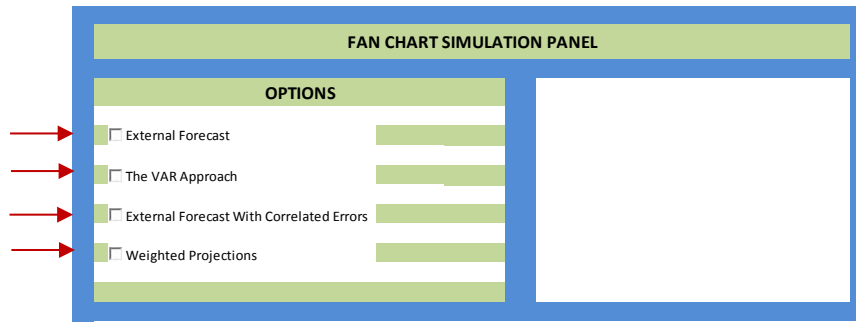 FAN CHART SIMULATION PANEL
OPTIONS
External Forecast
The VAR Approach
External Forecast With Correlated Errors
Weighted Projections